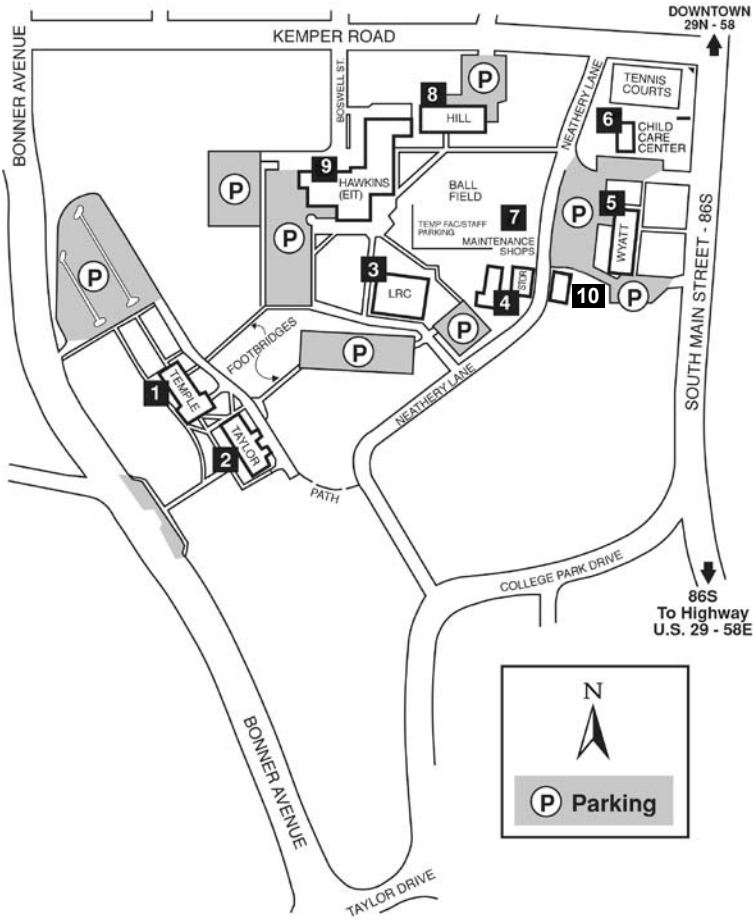 DOWNTOWN
29N - 58
KEMPER ROAD
BONNER AVENUE
BOSWELL ST.
NEATHERY LANE
P
TENNIS
COURTS
8
HILL
6
CHILD
CARE
CENTER
9
HAWKINS
(EIT)
P
BALL
FIELD
7
TEMP FAC/STAFF
PARKING
MAINTENANCE
SHOPS
P
5
WYATT
SOUTH MAIN STREET - 86S
P
P
3
LRC
STOR
4
10
P
P
FOOTBRIDGES
P
P
NEATHERY LANE
1
TEMPLE
2
TAYLOR
PATH
COLLEGE PARK DRIVE
86S
To Highway
U.S. 29 - 58E
BONNER AVENUE
TAYLOR DRIVE
N
P Parking